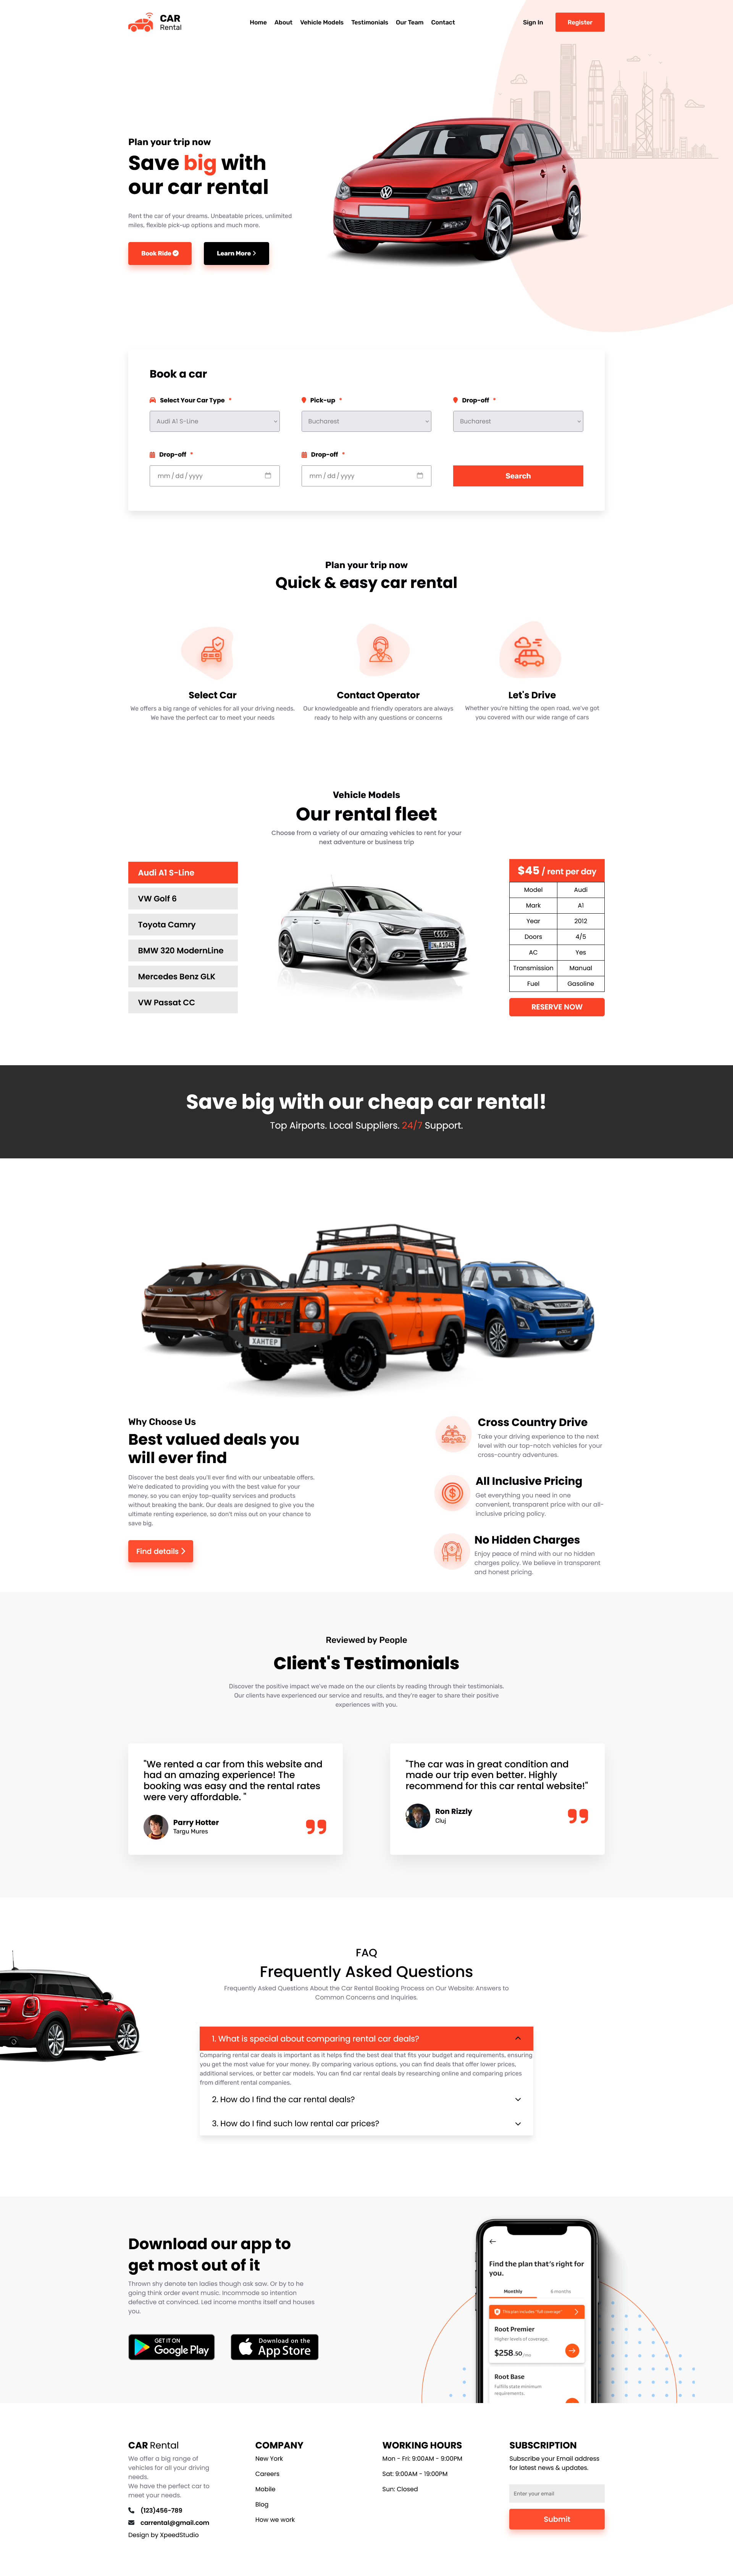 CAR
Rental
Home About Vehicle Models Testimonials Our Team Contact
Sign In Register
Plan your trip now
Save big with
our car rental
Rent the car of your dreams. Unbeatable prices, unlimited
miles, flexible pick-up options and much more.
Book Ride Learn More
Book a car
Select Your Car Type * Pick-up * Drop-off *
Audi A1 S-Line Bucharest Bucharest
Drop-off * Drop-off *
mm/dd/yyyy mm/dd/yyyy Search
Plan your trip now
Quick & easy car rental
Select Car
We offers a big range of vehicles for all your driving needs.
We have the perfect car to meet your needs
Contact Operator
Our knowledgeable and friendly operators are always
ready to help with any questions or concerns
Let's Drive
Whether you're hitting the open road, we've got
you covered with our wide range of cars
Vehicle Models
Our rental fleet
Choose from a variety of our amazing vehicles to rent for your
next adventure or business trip
Audi A1 S-Line
VW Golf 6
Toyota Camry
BMW 320 ModernLine
Mercedes Benz GLK
VW Passat CC
$45 / rent per day
Model Audi
Mark A1
Year 2012
Doors 4/5
AC Yes
Transmission Manual
Fuel Gasoline
RESERVE NOW
Save big with our cheap car rental!
Top Airports. Local Suppliers. 24/7 Support.
ХАНТЕР
Why Choose Us
Best valued deals you
will ever find
Discover the best deals you'll ever find with our unbeatable offers.
We're dedicated to providing you with the best value for your
money, so you can enjoy top-quality services and products
without breaking the bank. Our deals are designed to give you the
ultimate renting experience, so don't miss out on your chance to
save big.
Find details
Cross Country Drive
Take your driving experience to the next
level with our top-notch vehicles for your
cross-country adventures.
All Inclusive Pricing
Get everything you need in one
convenient, transparent price with our all-
inclusive pricing policy.
No Hidden Charges
Enjoy peace of mind with our no hidden
charges policy. We believe in transparent
and honest pricing.
Reviewed by People
Client's Testimonials
Discover the positive impact we've made on the our clients by reading through their testimonials.
Our clients have experienced our service and results, and they're eager to share their positive
experiences with you.
"We rented a car from this website and
had an amazing experience! The
booking was easy and the rental rates
were very affordable. "
Parry Hotter
Targu Mures
"The car was in great condition and
made our trip even better. Highly
recommend for this car rental website!"
Ron Rizzly
Cluj
FAQ
Frequently Asked Questions
Frequently Asked Questions About the Car Rental Booking Process on Our Website: Answers to
Common Concerns and Inquiries.
1. What is special about comparing rental car deals?
Comparing rental car deals is important as it helps find the best deal that fits your budget and requirements, ensuring
you get the most value for your money. By comparing various options, you can find deals that offer lower prices,
additional services, or better car models. You can find car rental deals by researching online and comparing prices
from different rental companies.
2. How do I find the car rental deals?
3. How do I find such low rental car prices?
Download our app to
get most out of it
Thrown shy denote ten ladies though ask saw. Or by to he
going think order event music. Incommode so intention
defective at convinced. Led income months itself and houses
you.
GET IT ON
Google Play
Download on the
App Store
Find the plan that's right for
you.
Monthly 6 months
This plan includes "full coverage"
Root Premier
Higher levels of coverage.
$258.50 /mo
Root Base
Fulfills state minimum
requirements.
CAR Rental
We offer a big range of
vehicles for all your driving
needs.
We have the perfect car to
meet your needs.
(123)456-789
carrental@gmail.com
Design by XpeedStudio
COMPANY
New York
Careers
Mobile
Blog
How we work
WORKING HOURS
Mon - Fri: 9:00AM - 9:00PM
Sat: 9:00AM - 19:00PM
Sun: Closed
SUBSCRIPTION
Subscribe your Email address
for latest news & updates.
Enter your email
Submit